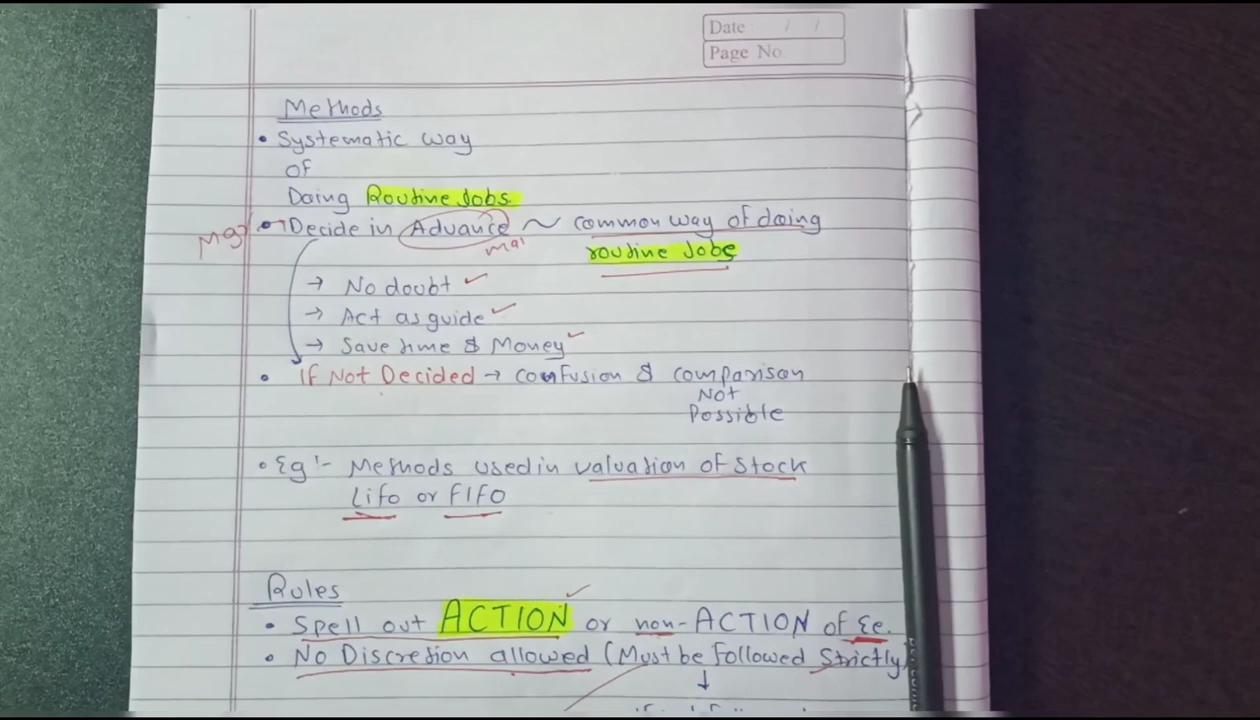 Date / /
Page No.
Methods
• Systematic way
of
Doing Routine Jobs.
Mgt • Decide in Advance ~ common way of doing
routine Jobs
→ No doubt ✓
→ Act as guide ✓
→ Save time & Money ✓
• If Not Decided → confusion & comparison
Not
Possible
• Eg :- Methods used in valuation of Stock
Lifo or FIFO
Rules
• Spell out ACTION or non-ACTION of Ee.
• No Discretion allowed (Must be followed Strictly)
↓